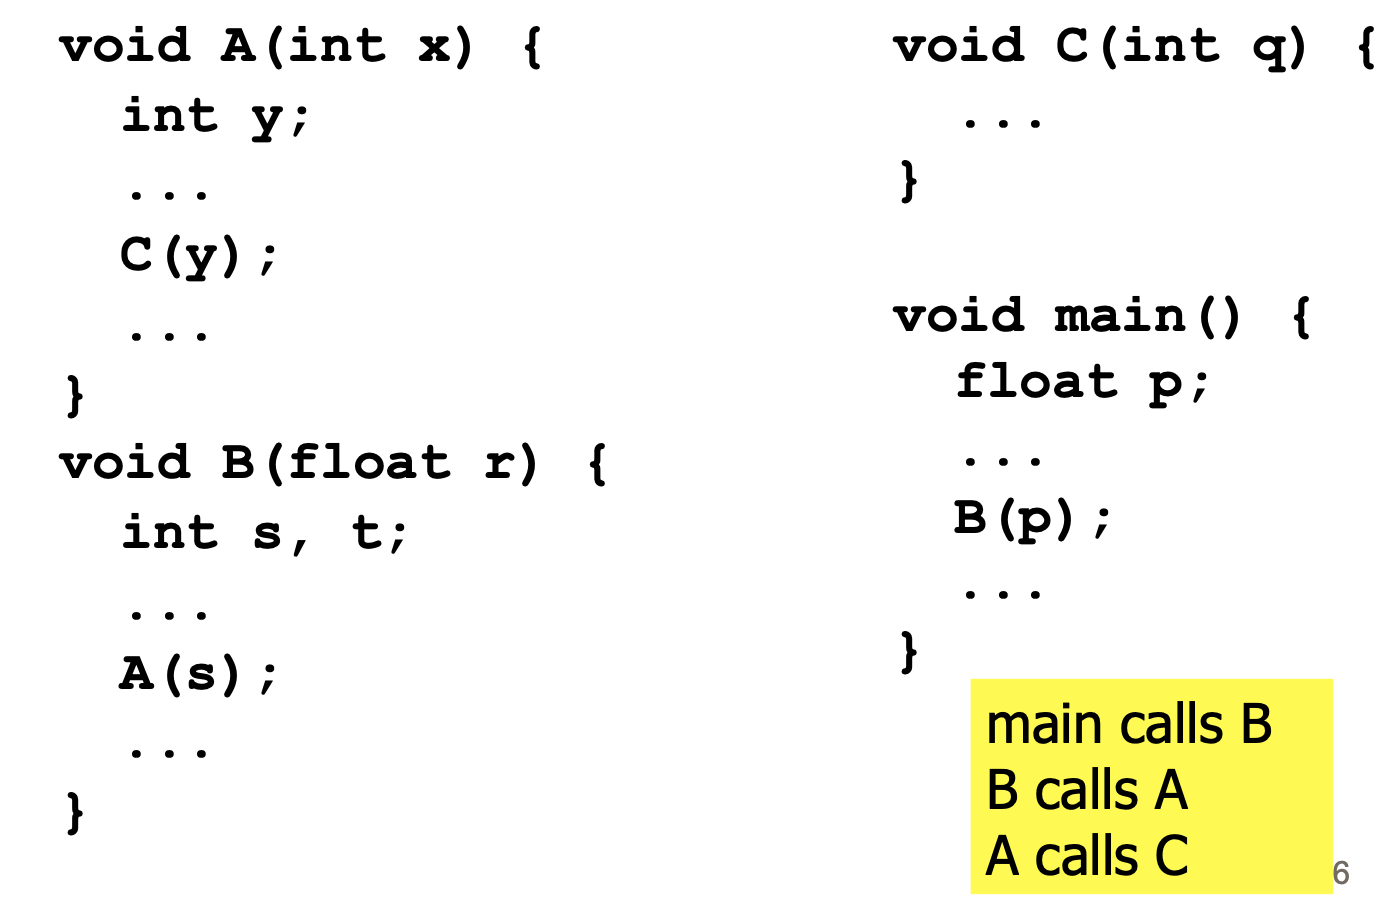 void A(int x) {
int y;
...
C(y);
...
}
void B(float r) {
int s, t;
...
A(s);
...
}
void C(int q) {
...
}
void main() {
float p;
...
B(p);
...
}
main calls B
B calls A
A calls C
6